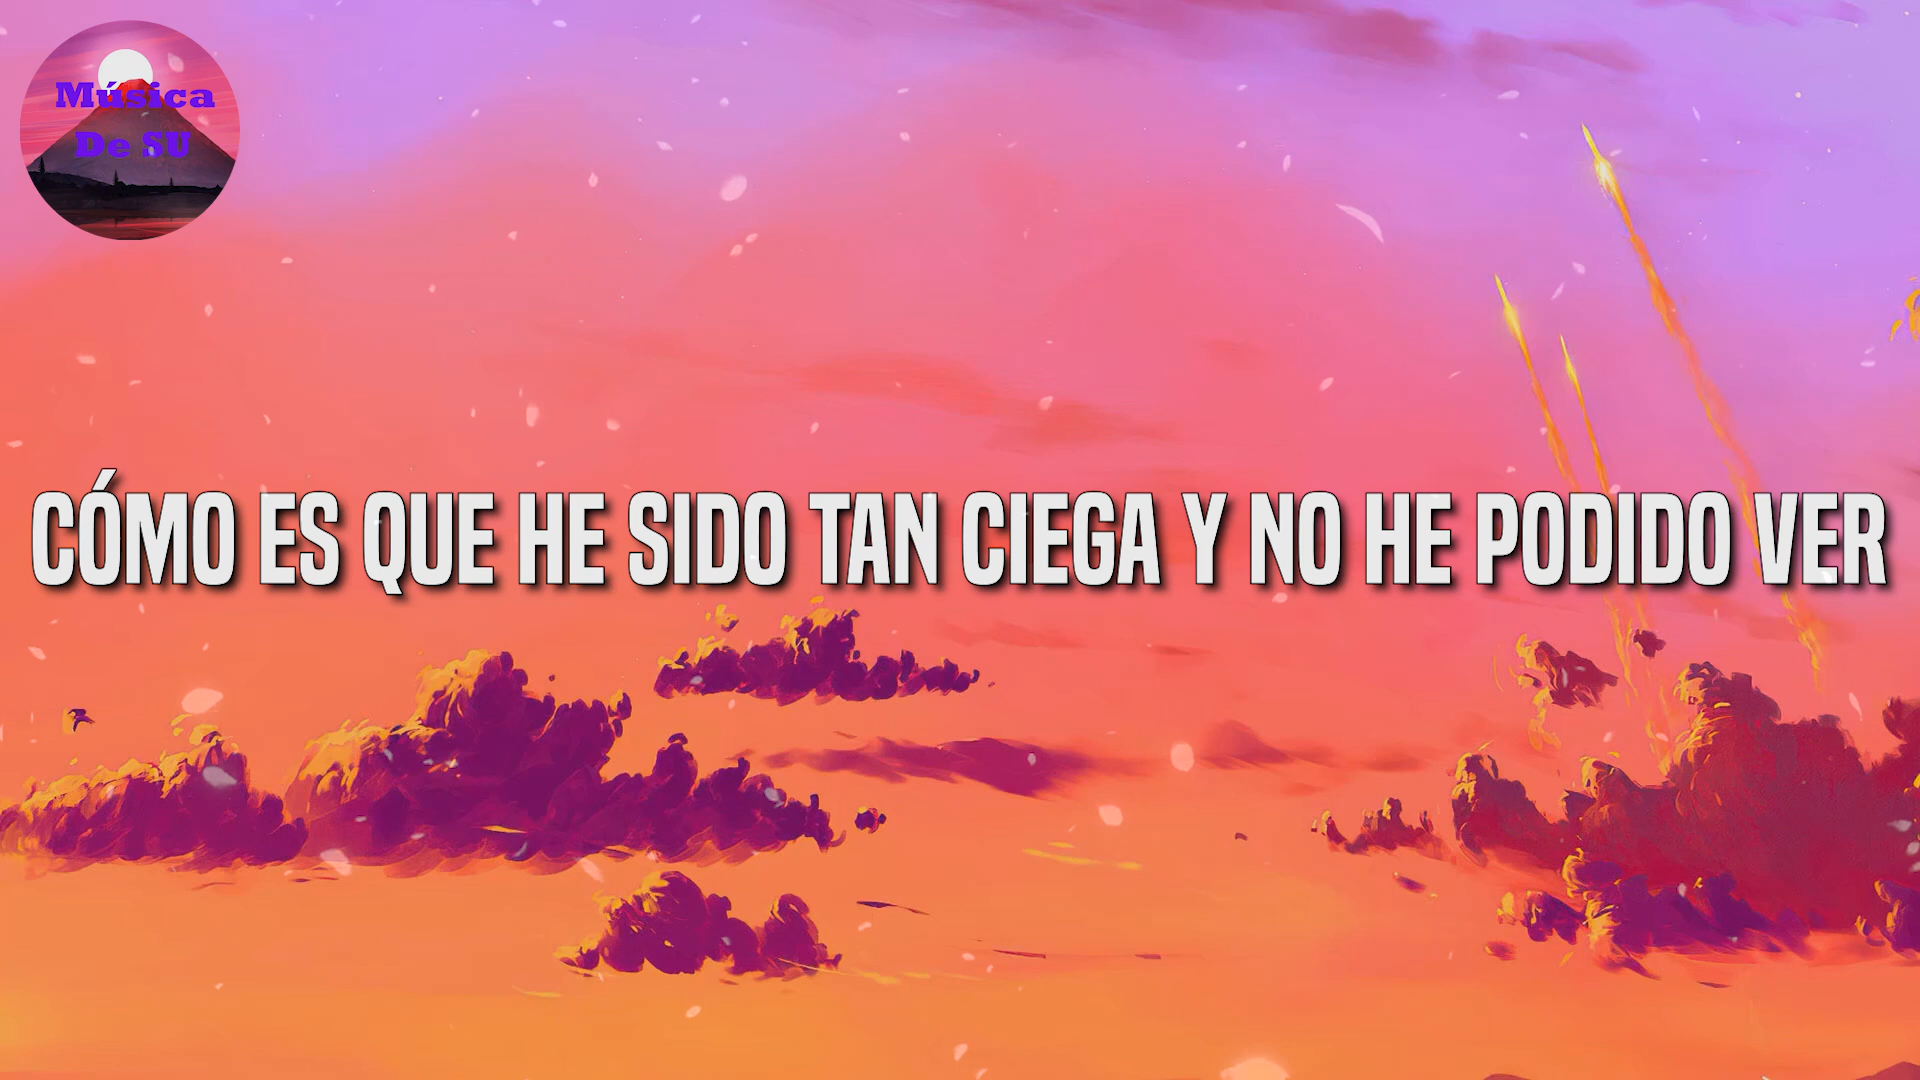 Música
De SU
CÓMO ES QUE HE SIDO TAN CIEGA Y NO HE PODIDO VER